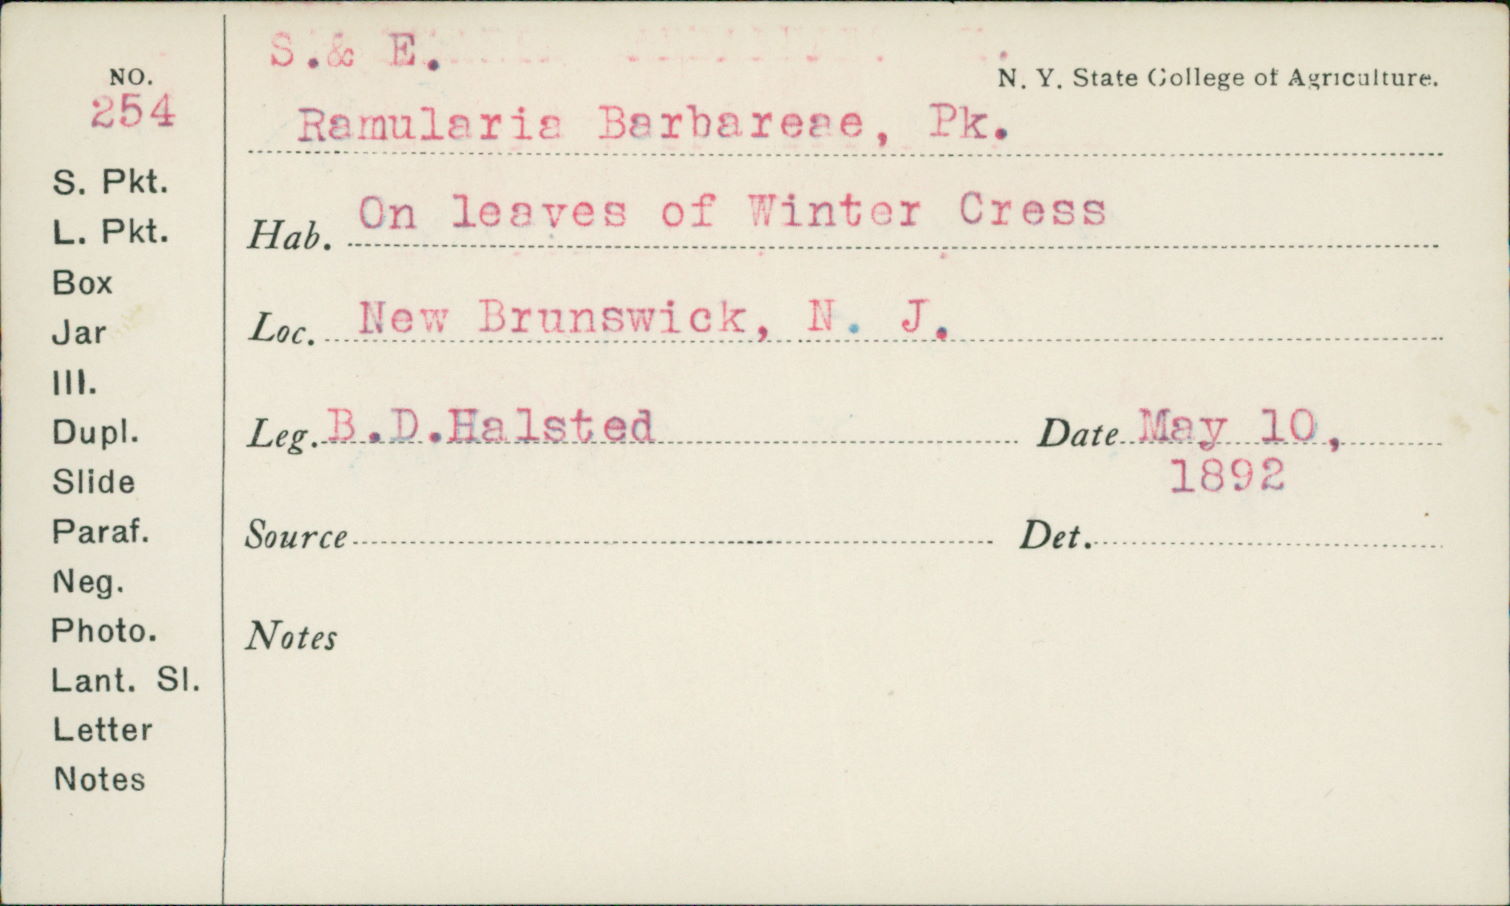 S.& E.
N. Y. State College of Agriculture.
NO.
254
Ramularia Barbareae, Pk.
S. Pkt.
L. Pkt.
Box
Jar
Ill.
Dupl.
Slide
Paraf.
Neg.
Photo.
Lant. Sl.
Letter
Notes
Hab. On leaves of Winter Cress
Loc. New Brunswick, N. J.
Leg. B.D.Halsted Date May 10,
1892
Source Det.
Notes